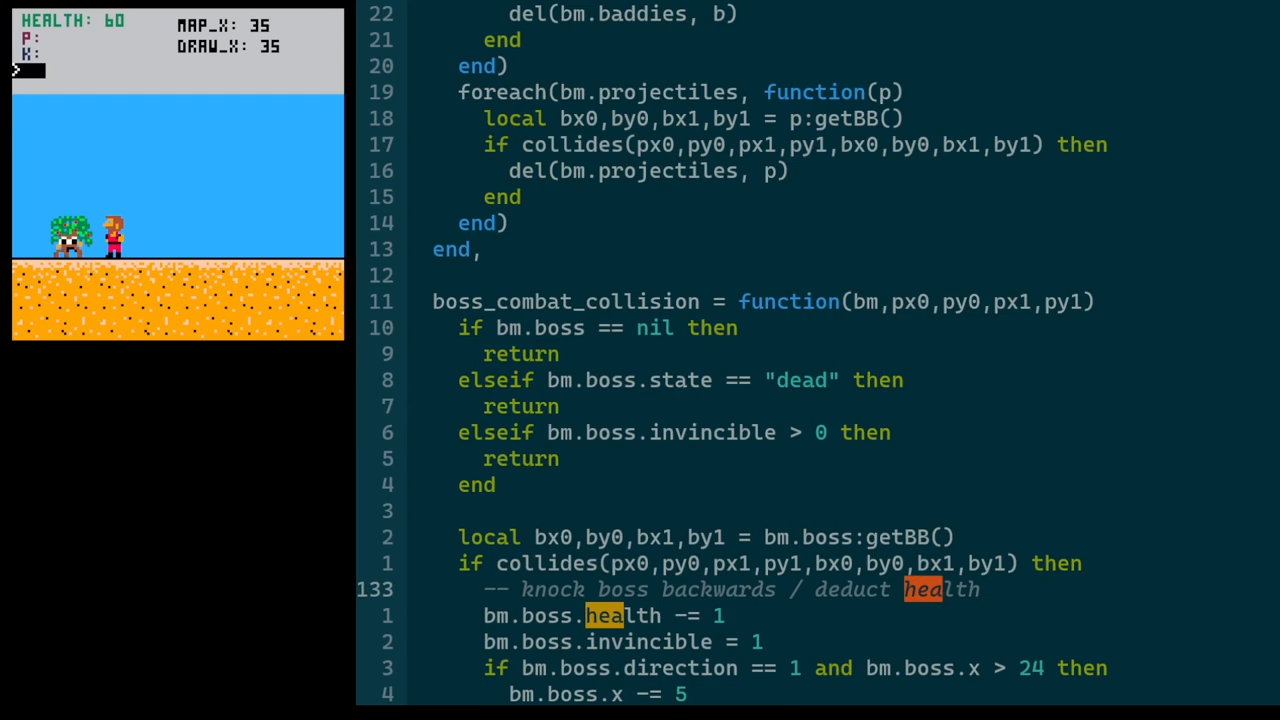 HEALTH: 60
P:
K:
>
MAP_X: 35
DRAW_X: 35
22 del(bm.baddies, b)
21 end
20 end)
19 foreach(bm.projectiles, function(p)
18 local bx0,by0,bx1,by1 = p:getBB()
17 if collides(px0,py0,px1,py1,bx0,by0,bx1,by1) then
16 del(bm.projectiles, p)
15 end
14 end)
13 end,
12
11 boss_combat_collision = function(bm,px0,py0,px1,py1)
10 if bm.boss == nil then
9 return
8 elseif bm.boss.state == "dead" then
7 return
6 elseif bm.boss.invincible > 0 then
5 return
4 end
3
2 local bx0,by0,bx1,by1 = bm.boss:getBB()
1 if collides(px0,py0,px1,py1,bx0,by0,bx1,by1) then
133 -- knock boss backwards / deduct health
1 bm.boss.health -= 1
2 bm.boss.invincible = 1
3 if bm.boss.direction == 1 and bm.boss.x > 24 then
4 bm.boss.x -= 5